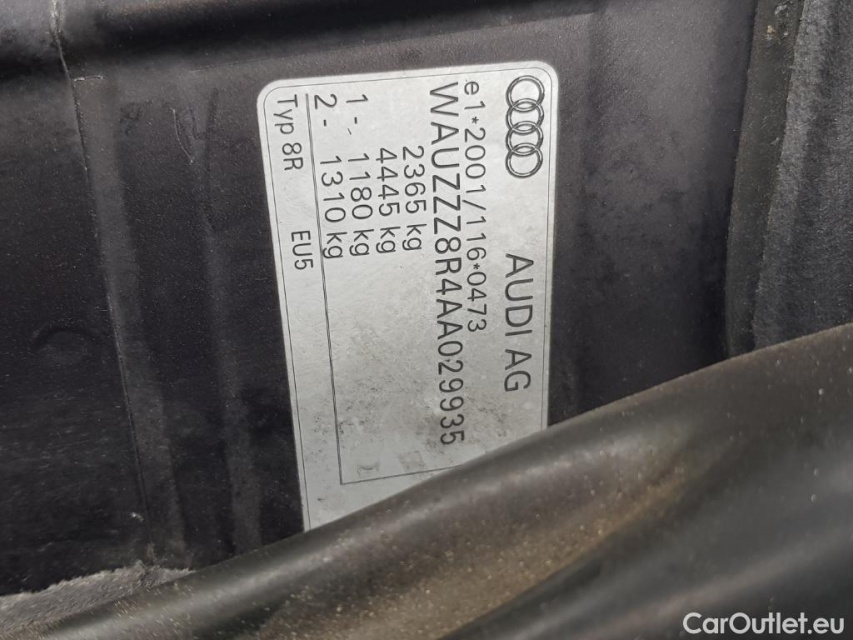 AUDI AG
e1*2001/116*0473
WAUZZZ8R4AA029935
2365 kg
4445 kg
1 - 1180 kg
2 - 1310 kg
Typ 8R EU5
CarOutlet.eu